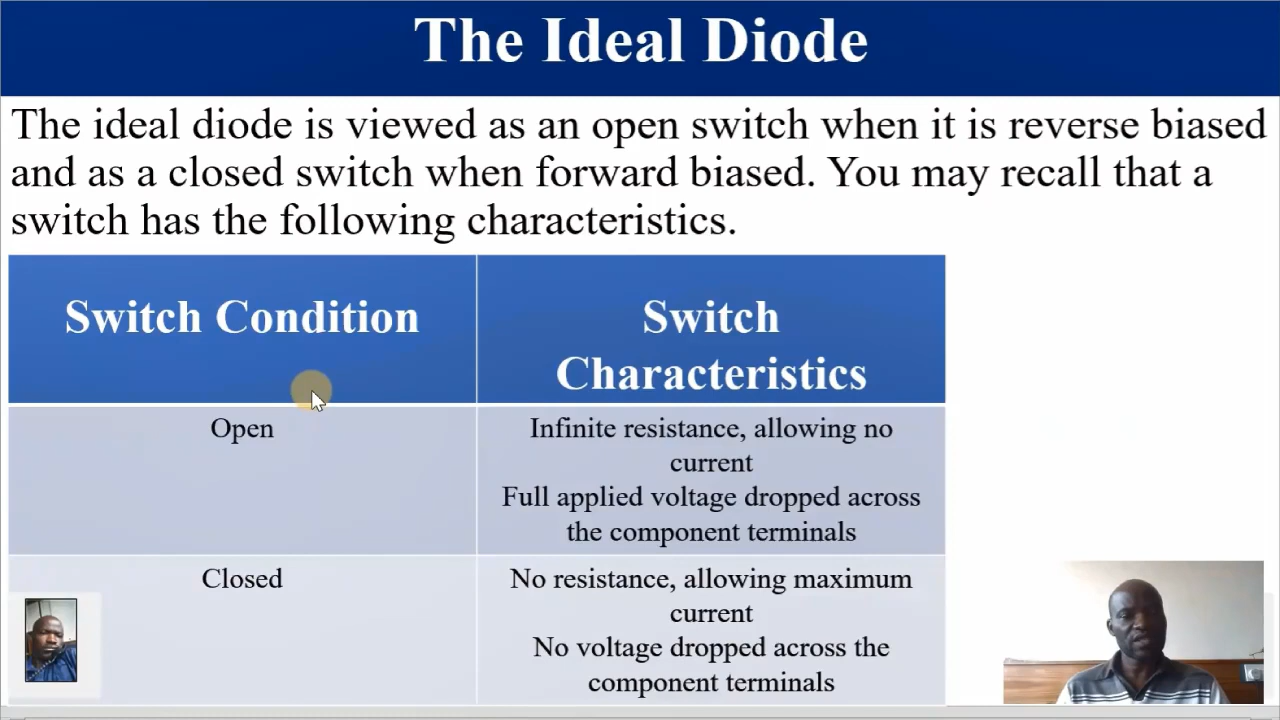 The Ideal Diode
The ideal diode is viewed as an open switch when it is reverse biased
and as a closed switch when forward biased. You may recall that a
switch has the following characteristics.
Switch Condition
Switch
Characteristics
Open
Infinite resistance, allowing no
current
Full applied voltage dropped across
the component terminals
Closed
No resistance, allowing maximum
current
No voltage dropped across the
component terminals